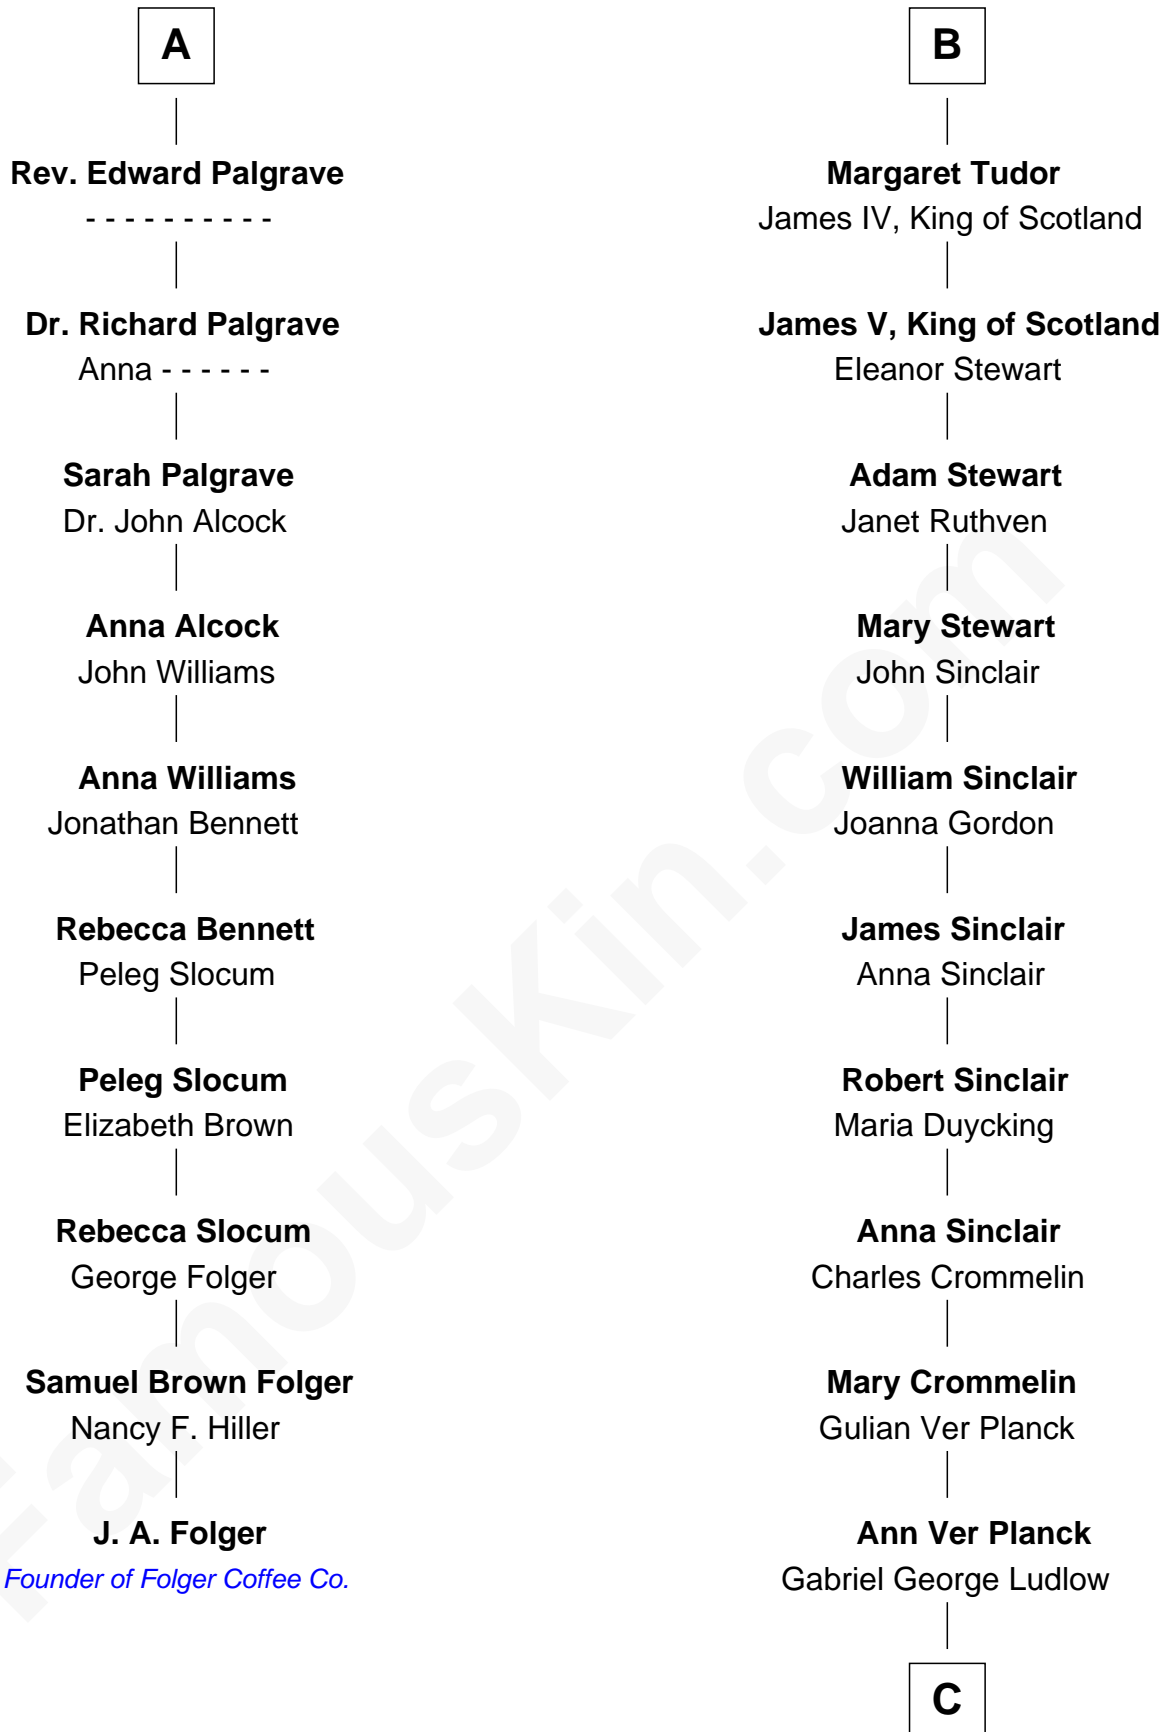 A
Rev. Edward Palgrave
- - - - - - - - - -
Dr. Richard Palgrave
Anna - - - - - -
Sarah Palgrave
Dr. John Alcock
Anna Alcock
John Williams
Anna Williams
Jonathan Bennett
Rebecca Bennett
Peleg Slocum
Peleg Slocum
Elizabeth Brown
Rebecca Slocum
George Folger
Samuel Brown Folger
Nancy F. Hiller
J. A. Folger
Founder of Folger Coffee Co.
B
Margaret Tudor
James IV, King of Scotland
James V, King of Scotland
Eleanor Stewart
Adam Stewart
Janet Ruthven
Mary Stewart
John Sinclair
William Sinclair
Joanna Gordon
James Sinclair
Anna Sinclair
Robert Sinclair
Maria Duycking
Anna Sinclair
Charles Crommelin
Mary Crommelin
Gulian Ver Planck
Ann Ver Planck
Gabriel George Ludlow
C
FamousKin.com